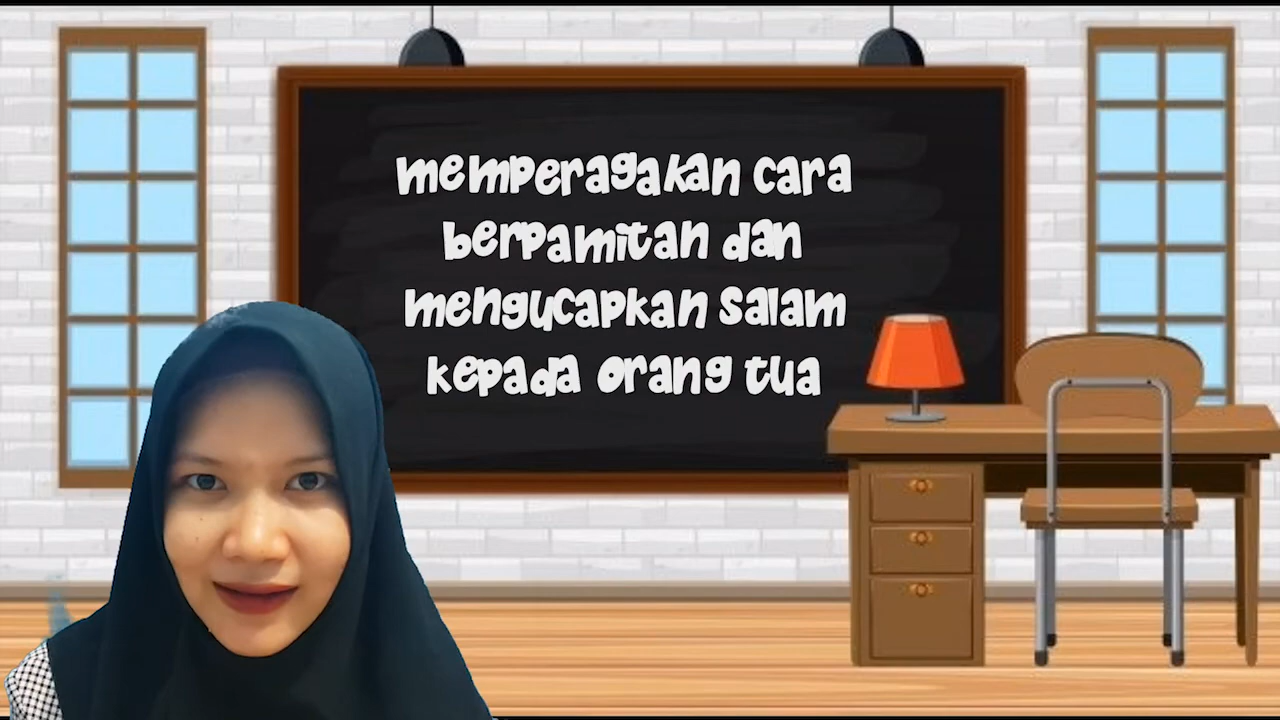 memperagakan cara
berpamitan dan
mengucapkan salam
kepada orang tua